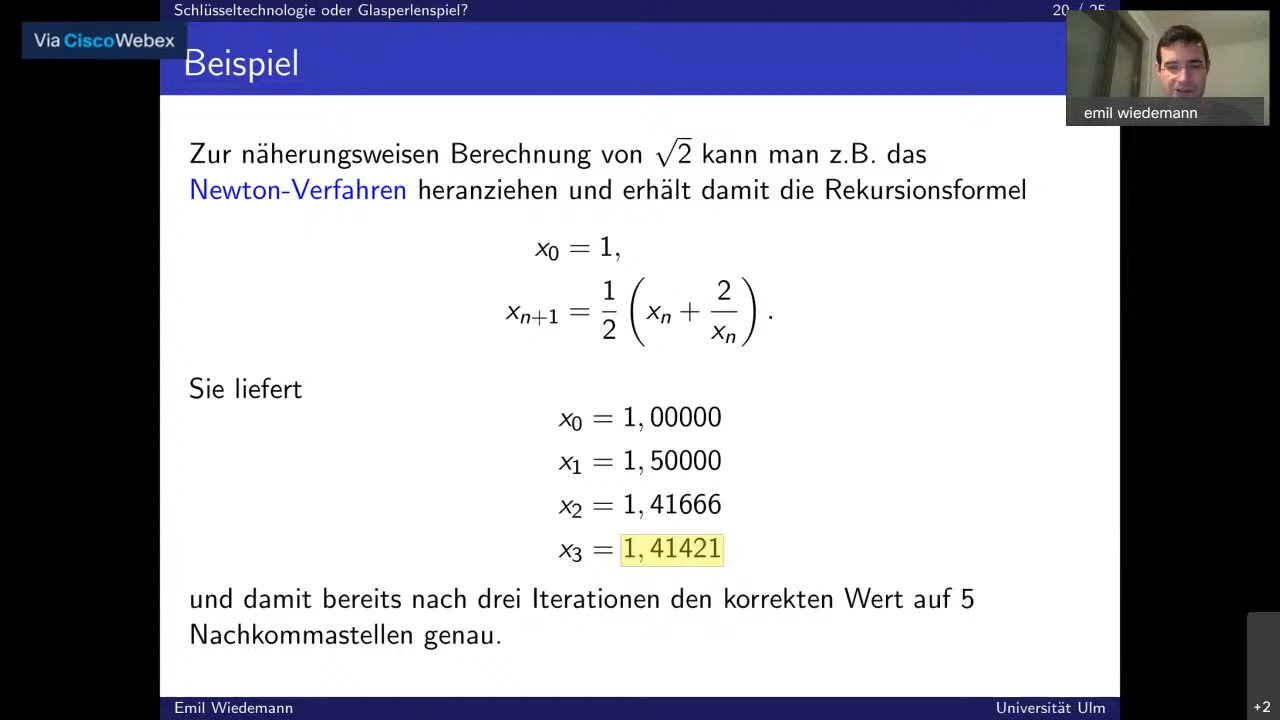 Schlüsseltechnologie oder Glasperlenspiel?
20 / 25
Via CiscoWebex
Beispiel
emil wiedemann
Zur näherungsweisen Berechnung von √2 kann man z.B. das
Newton-Verfahren heranziehen und erhält damit die Rekursionsformel
x₀ = 1,
xₙ₊₁ = 1/2 (xₙ + 2/xₙ).
Sie liefert
x₀ = 1, 00000
x₁ = 1, 50000
x₂ = 1, 41666
x₃ = 1, 41421
und damit bereits nach drei Iterationen den korrekten Wert auf 5
Nachkommastellen genau.
Emil Wiedemann
Universität Ulm
+2